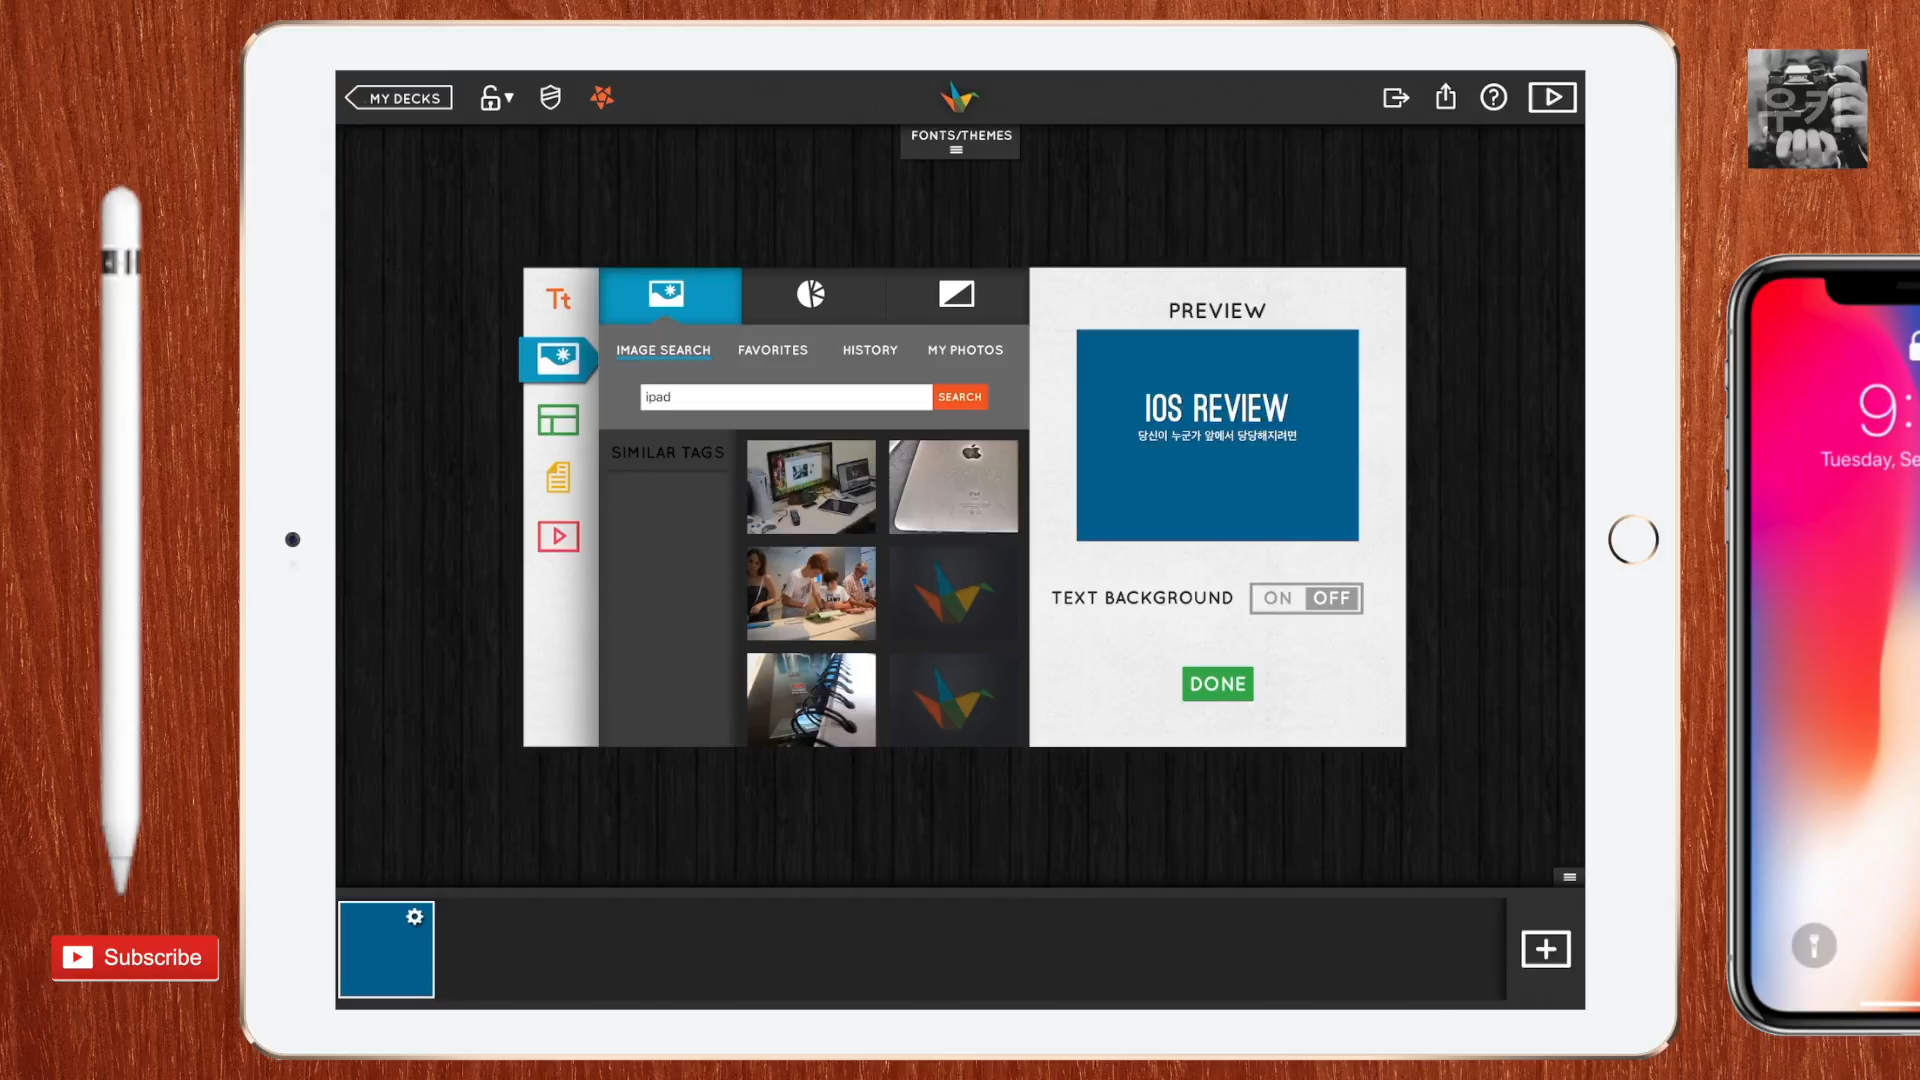 MY DECKS
FONTS/THEMES
우키
Tt
IMAGE SEARCH
FAVORITES
HISTORY
MY PHOTOS
ipad
SEARCH
SIMILAR TAGS
PREVIEW
IOS REVIEW
당신이 누군가 앞에서 당당해지려면
TEXT BACKGROUND
ON
OFF
DONE
9:
Tuesday, Se
Subscribe